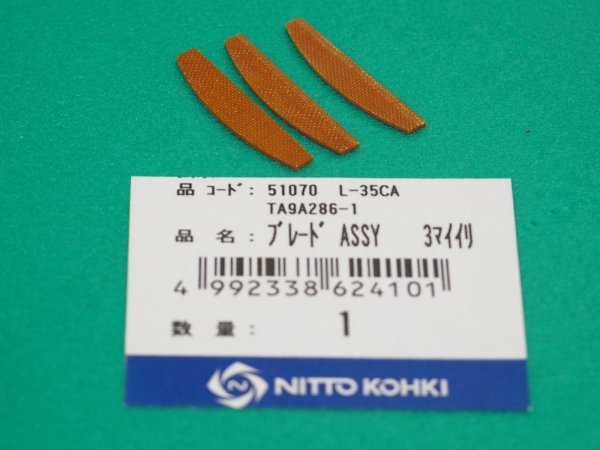 品 コード: 51070 L-35CA
TA9A286-1
品 名: ブレード ASSY 3マイイリ
4 992338 624101
数 量: 1
NITTO KOHKI